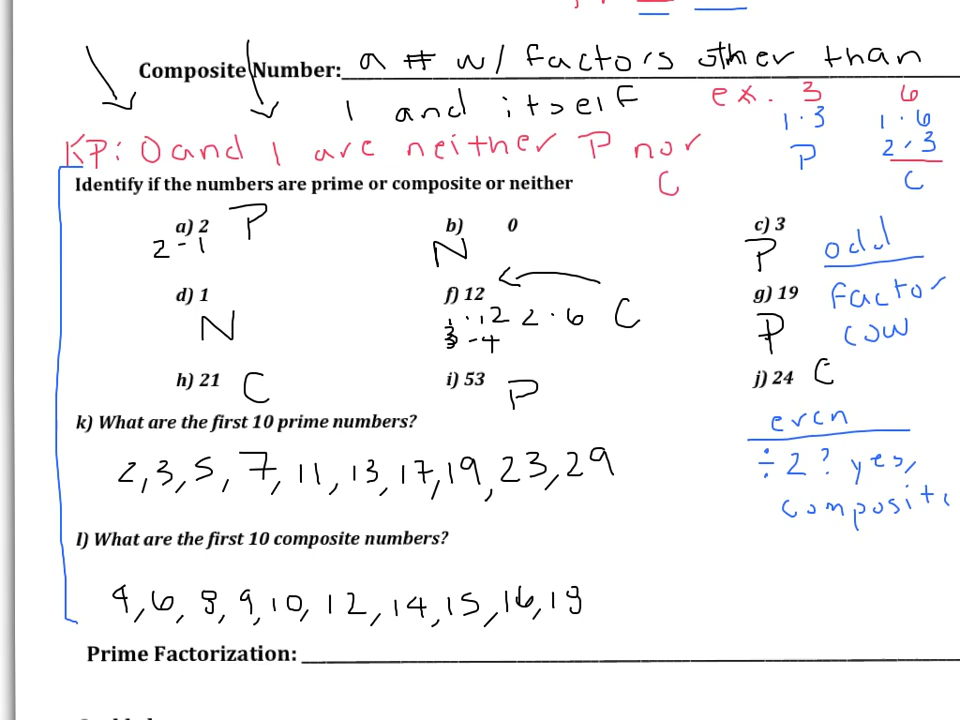 Composite Number: a # w/ factors other than
1 and itself
ex. 3 6
1·3 1·6
P 2·3
C
KP: 0 and 1 are neither P nor
C
Identify if the numbers are prime or composite or neither
a) 2 P b) 0 c) 3
2-1 N P
odd
d) 1 f) 12 g) 19
factor
N 1·12 2·6 C P
cow
3-4
h) 21 C i) 53 P j) 24 C
k) What are the first 10 prime numbers?
even
2, 3, 5, 7, 11, 13, 17, 19, 23, 29
÷2? yes,
composite
l) What are the first 10 composite numbers?
4, 6, 8, 9, 10, 12, 14, 15, 16, 18
Prime Factorization: